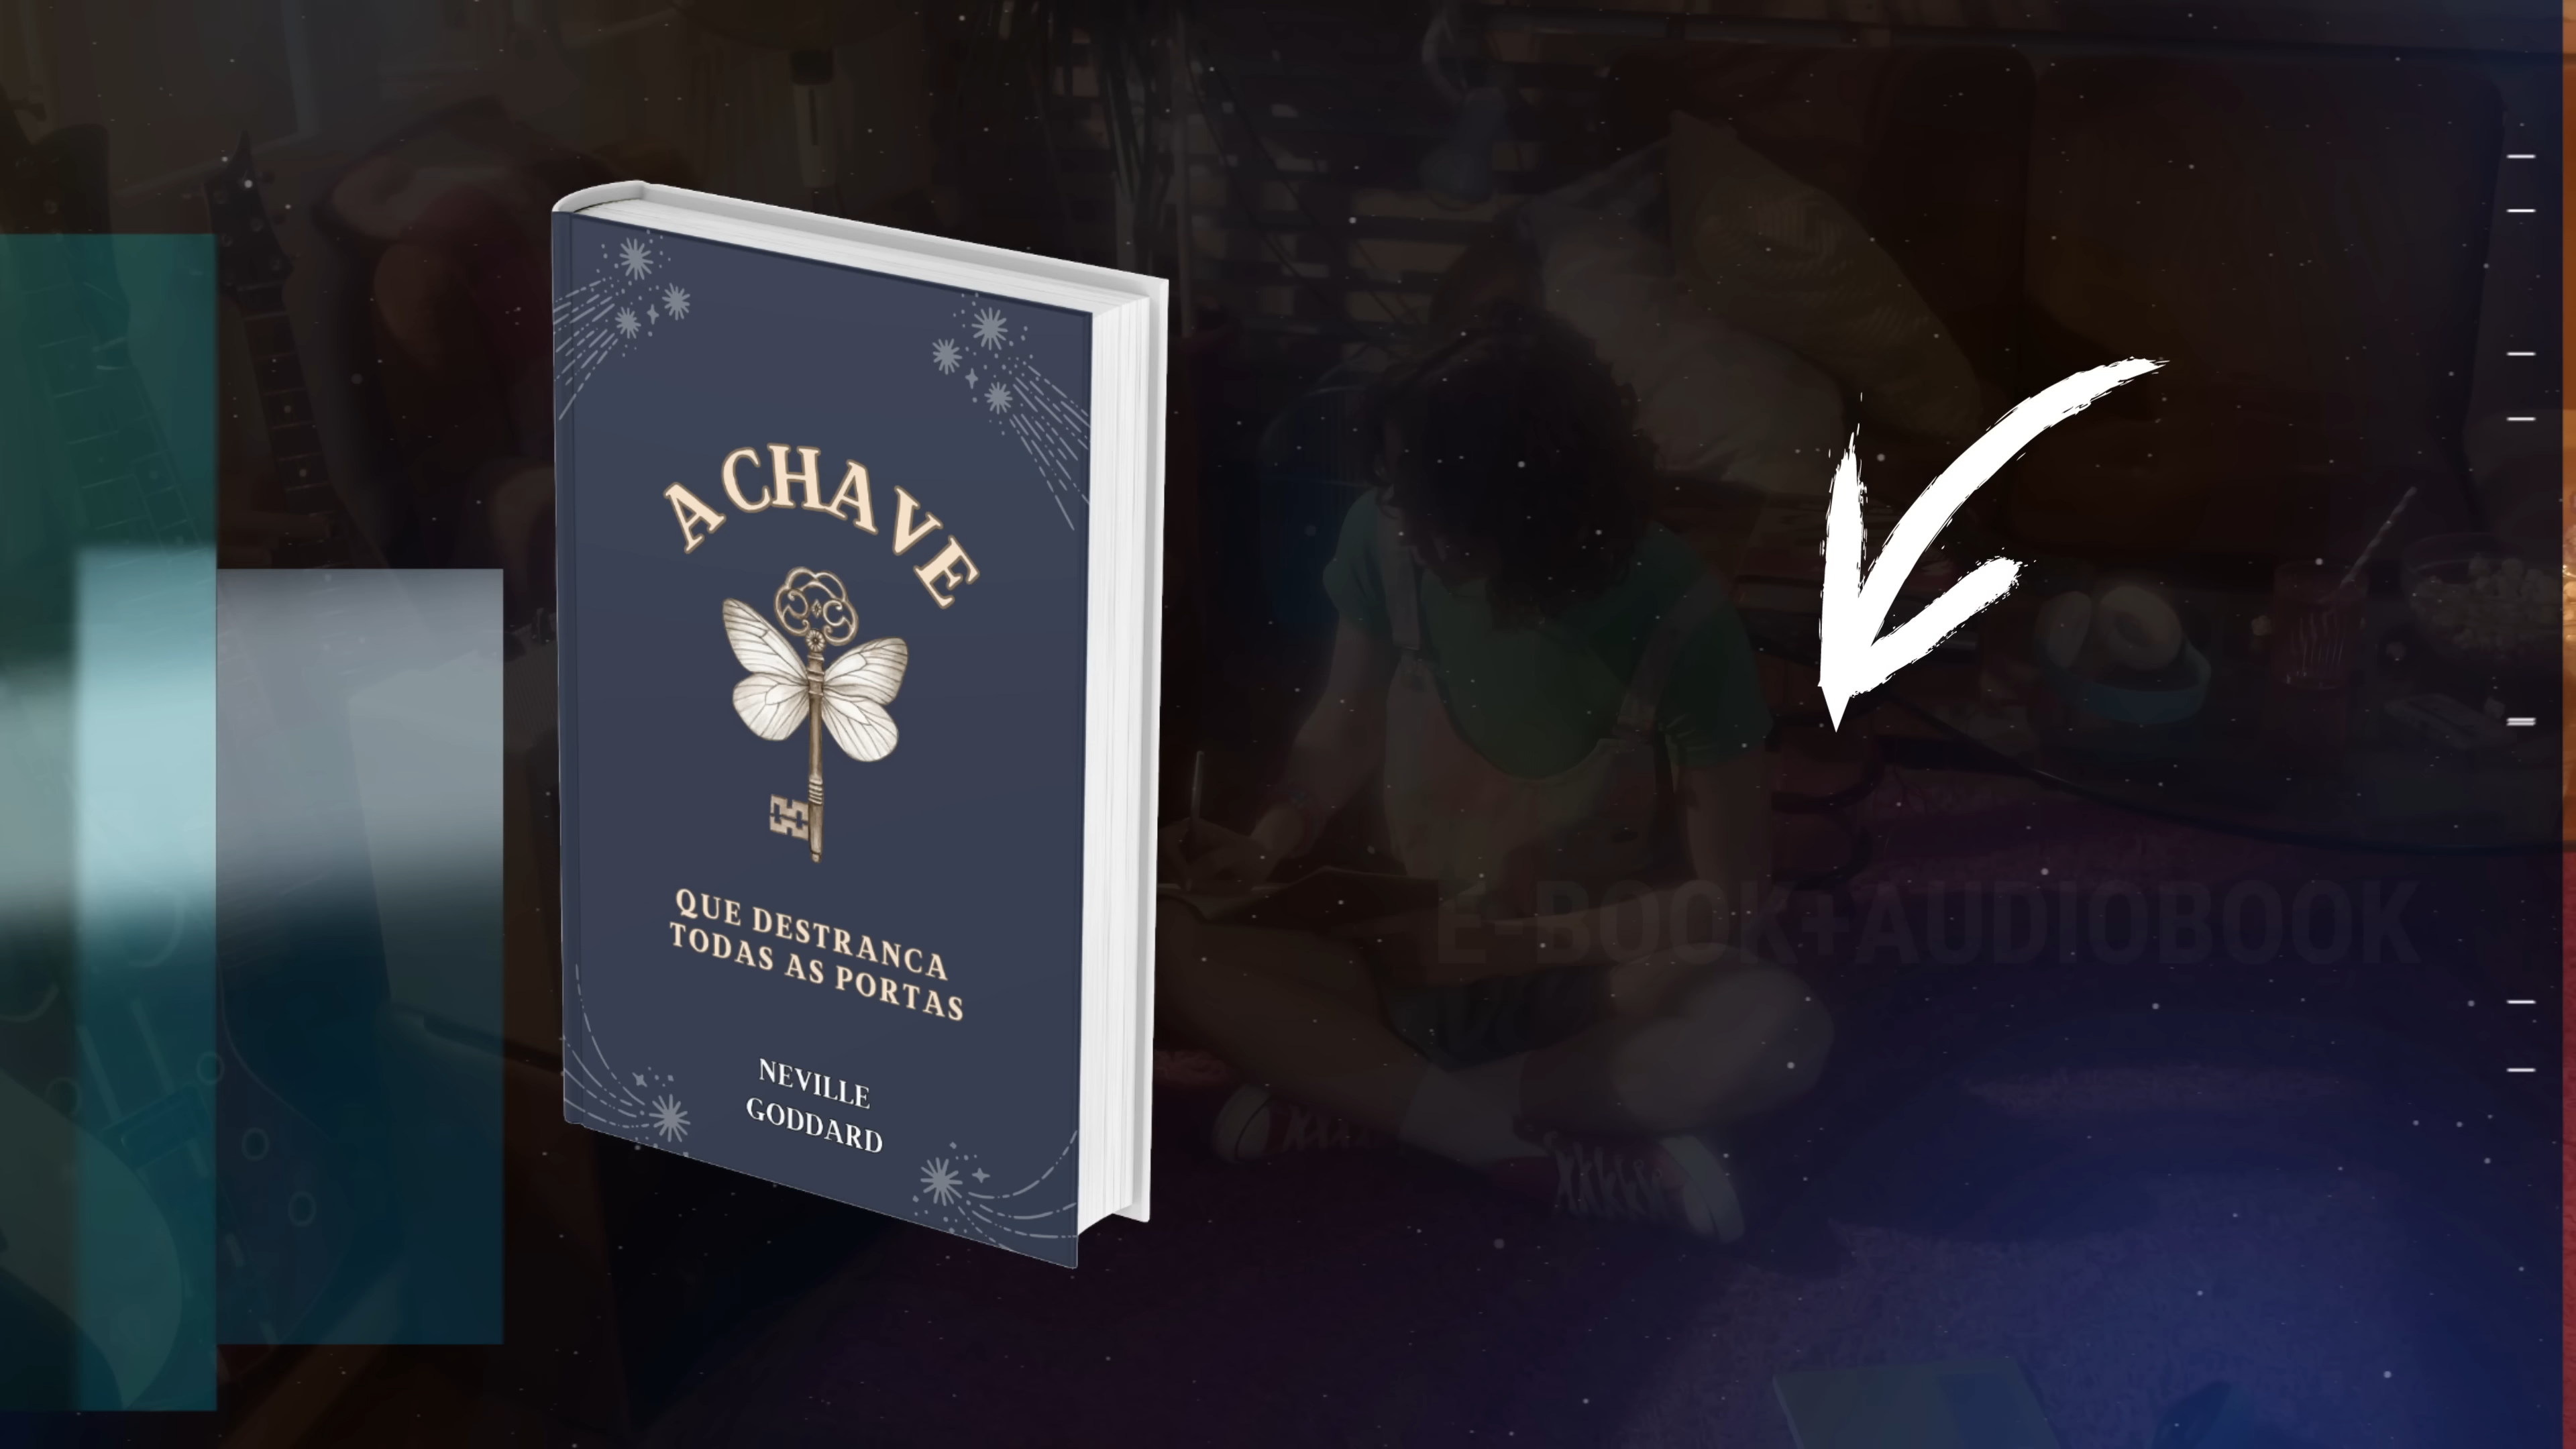 A CHAVE
QUE DESTRANCA
TODAS AS PORTAS
NEVILLE
GODDARD
E-BOOK+AUDIOBOOK